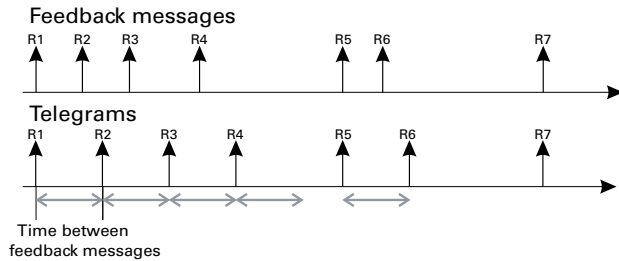 Feedback messages
R1 R2 R3 R4 R5 R6 R7
Telegrams
R1 R2 R3 R4 R5 R6 R7
Time between
feedback messages